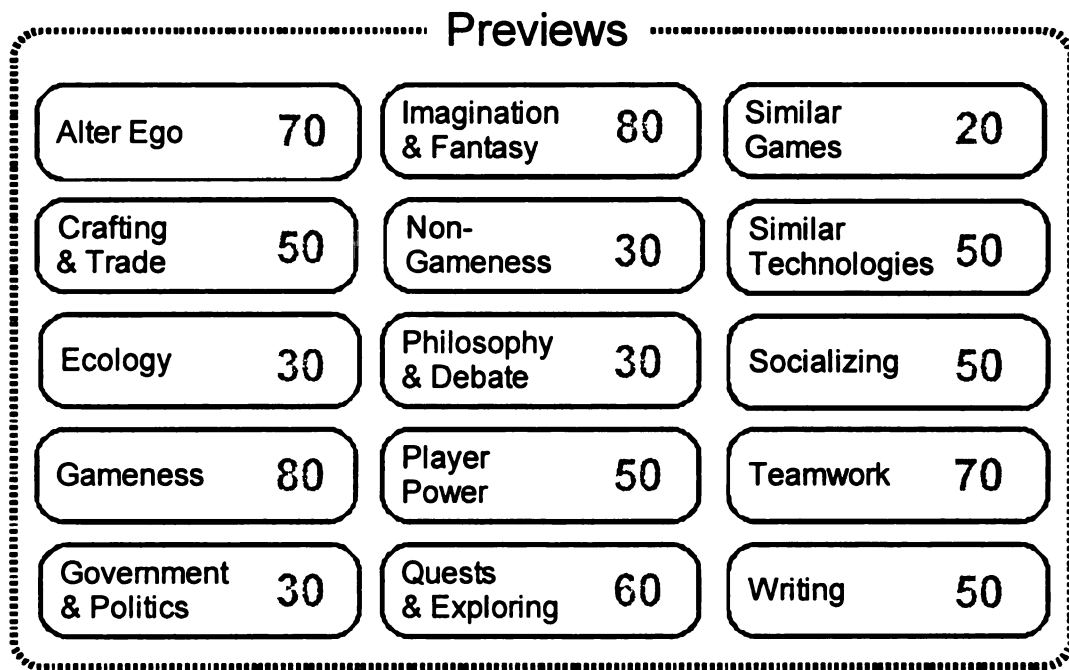 Previews
Alter Ego 70
Imagination
& Fantasy 80
Similar
Games 20
Crafting
& Trade 50
Non-
Gameness 30
Similar
Technologies 50
Ecology 30
Philosophy
& Debate 30
Socializing 50
Gameness 80
Player
Power 50
Teamwork 70
Government
& Politics 30
Quests
& Exploring 60
Writing 50